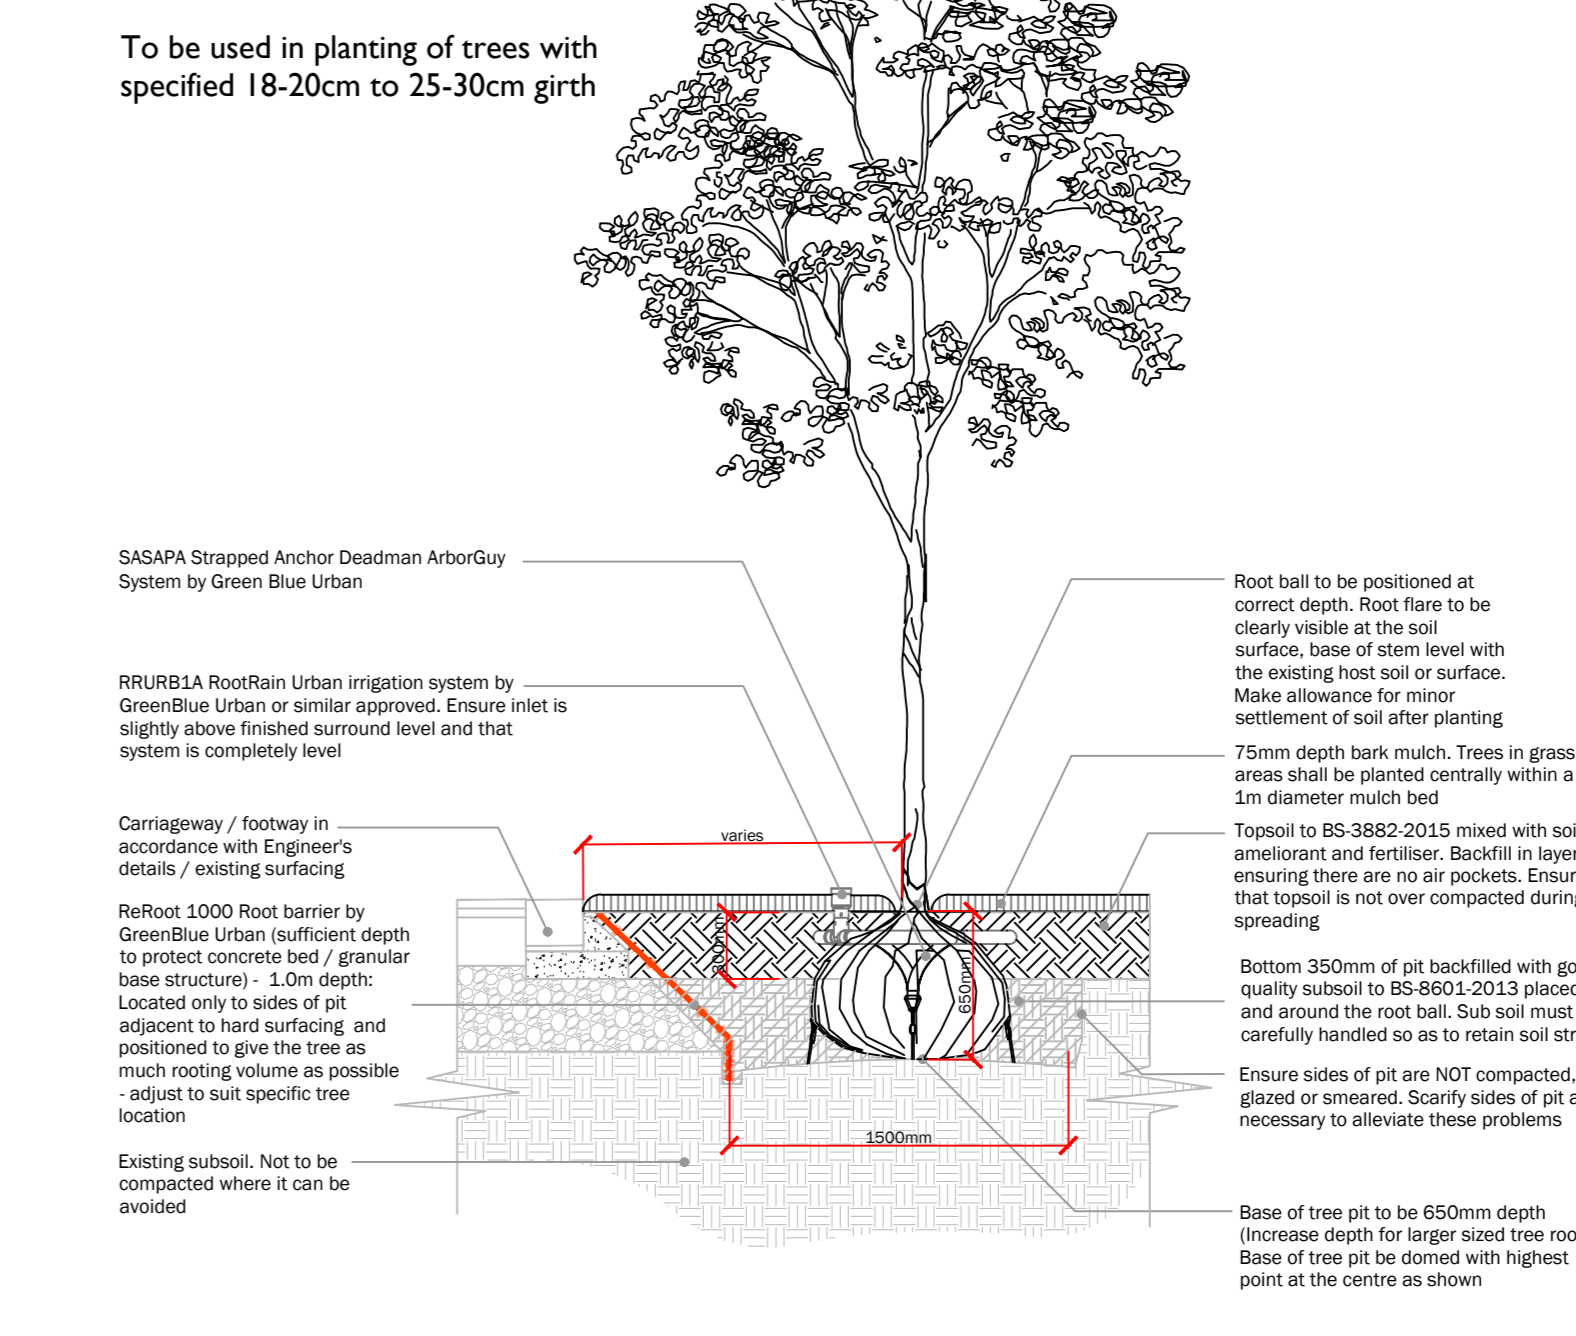 To be used in planting of trees with
specified 18-20cm to 25-30cm girth
SASAPA Strapped Anchor Deadman ArborGuy
System by Green Blue Urban
RRURB1A RootRain Urban irrigation system by
GreenBlue Urban or similar approved. Ensure inlet is
slightly above finished surround level and that
system is completely level
Carriageway / footway in
accordance with Engineer's
details / existing surfacing
ReRoot 1000 Root barrier by
GreenBlue Urban (sufficient depth
to protect concrete bed / granular
base structure) - 1.0m depth:
Located only to sides of pit
adjacent to hard surfacing and
positioned to give the tree as
much rooting volume as possible
- adjust to suit specific tree
location
Existing subsoil. Not to be
compacted where it can be
avoided
varies
300mm
650mm
1500mm
Root ball to be positioned at
correct depth. Root flare to be
clearly visible at the soil
surface, base of stem level with
the existing host soil or surface.
Make allowance for minor
settlement of soil after planting
75mm depth bark mulch. Trees in grass
areas shall be planted centrally within a
1m diameter mulch bed
Topsoil to BS-3882-2015 mixed with soi
ameliorant and fertiliser. Backfill in layer
ensuring there are no air pockets. Ensur
that topsoil is not over compacted during
spreading
Bottom 350mm of pit backfilled with go
quality subsoil to BS-8601-2013 placed
and around the root ball. Sub soil must
carefully handled so as to retain soil str
Ensure sides of pit are NOT compacted,
glazed or smeared. Scarify sides of pit a
necessary to alleviate these problems
Base of tree pit to be 650mm depth
(Increase depth for larger sized tree roo
Base of tree pit be domed with highest
point at the centre as shown